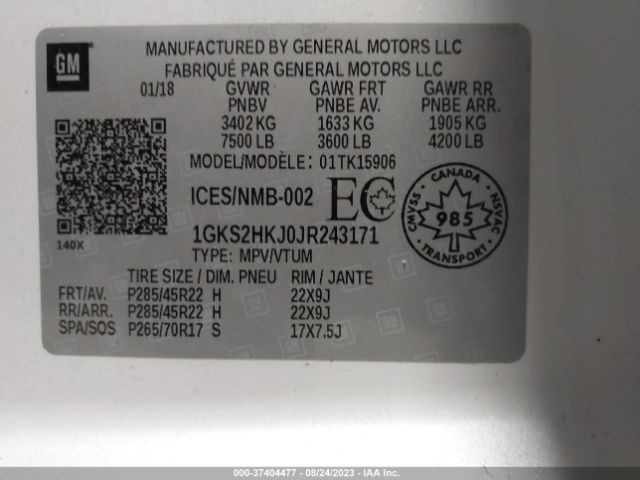 GM
MANUFACTURED BY GENERAL MOTORS LLC
FABRIQUÉ PAR GENERAL MOTORS LLC
01/18 GVWR GAWR FRT GAWR RR
PNBV PNBE AV. PNBE ARR.
3402 KG 1633 KG 1905 KG
7500 LB 3600 LB 4200 LB
MODEL/MODÈLE: 01TK15906
ICES/NMB-002 EC
CANADA
985
NSVAC
1GKS2HKJ0JR243171
140X
TYPE: MPV/VTUM
TIRE SIZE / DIM. PNEU RIM / JANTE
FRT/AV. P285/45R22 H 22X9J
RR/ARR. P285/45R22 H 22X9J
SPA/SOS P265/70R17 S 17X7.5J
000-37404477 - 08/24/2023 - IAA Inc.